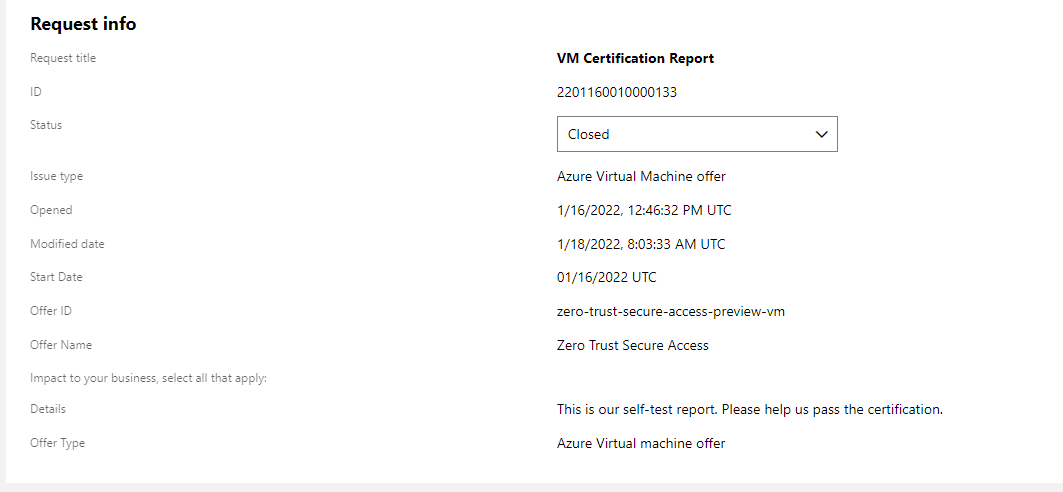 Request info
Request title VM Certification Report
ID 2201160010000133
Status Closed
Issue type Azure Virtual Machine offer
Opened 1/16/2022, 12:46:32 PM UTC
Modified date 1/18/2022, 8:03:33 AM UTC
Start Date 01/16/2022 UTC
Offer ID zero-trust-secure-access-preview-vm
Offer Name Zero Trust Secure Access
Impact to your business, select all that apply:
Details This is our self-test report. Please help us pass the certification.
Offer Type Azure Virtual machine offer